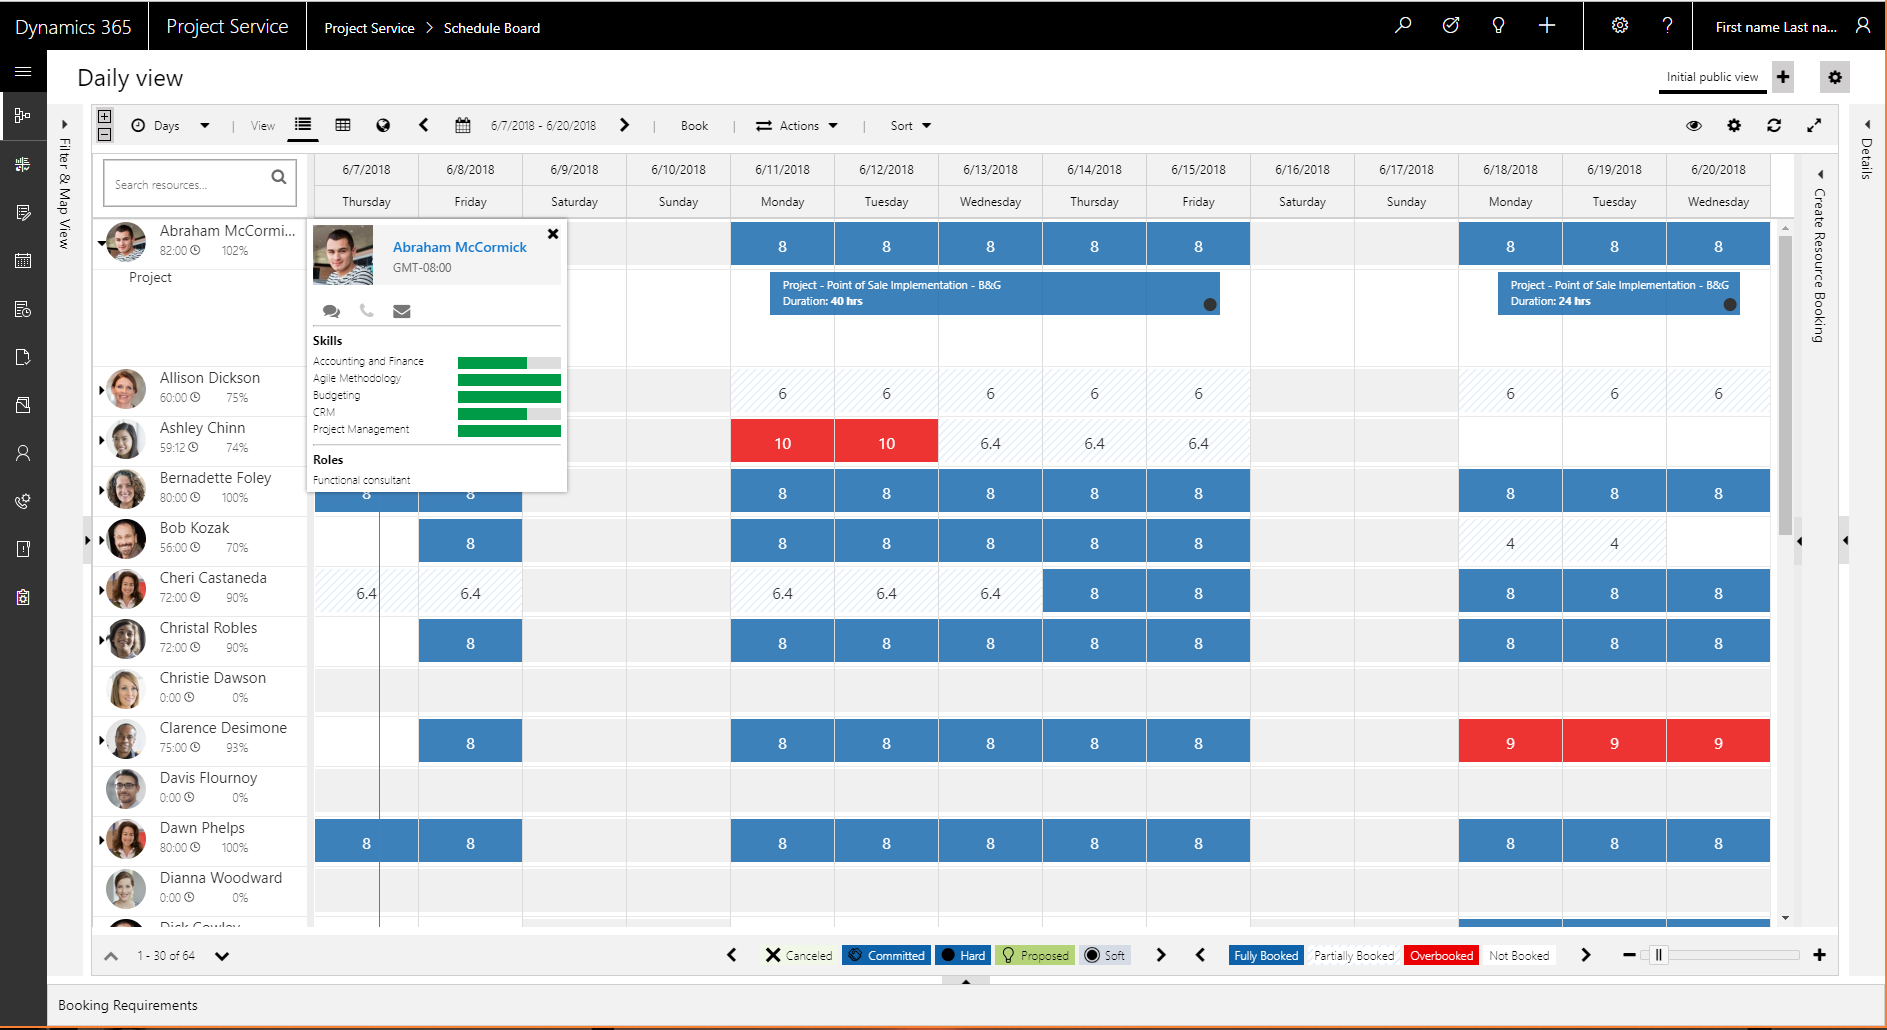 Dynamics 365
Project Service
Project Service > Schedule Board
First name Last na...
Daily view
Initial public view
Filter & Map View
Days
View
6/7/2018 - 6/20/2018
Book
Actions
Sort
Details
Create Resource Booking
Search resources...
6/7/2018 6/8/2018 6/9/2018 6/10/2018 6/11/2018 6/12/2018 6/13/2018 6/14/2018 6/15/2018 6/16/2018 6/17/2018 6/18/2018 6/19/2018 6/20/2018
Thursday Friday Saturday Sunday Monday Tuesday Wednesday Thursday Friday Saturday Sunday Monday Tuesday Wednesday
Abraham McCormi...
82:00 102%
8 8 8 8 8 8 8 8
Project
Project - Point of Sale Implementation - B&G
Duration: 40 hrs
Project - Point of Sale Implementation - B&G
Duration: 24 hrs
Abraham McCormick
GMT-08:00
Skills
Accounting and Finance
Agile Methodology
Budgeting
CRM
Project Management
Roles
Functional consultant
Allison Dickson
60:00 75%
6 6 6 6 6 6 6 6
Ashley Chinn
59:12 74%
10 10 6.4 6.4 6.4
Bernadette Foley
80:00 100%
8 8 8 8 8 8 8 8 8 8
Bob Kozak
56:00 70%
8 8 8 8 8 8 4 4
Cheri Castaneda
72:00 90%
6.4 6.4 6.4 6.4 6.4 8 8 8 8 8
Christal Robles
72:00 90%
8 8 8 8 8 8 8 8 8
Christie Dawson
0:00 0%
Clarence Desimone
75:00 93%
8 8 8 8 8 8 9 9 9
Davis Flournoy
0:00 0%
Dawn Phelps
80:00 100%
8 8 8 8 8 8 8 8 8 8
Dianna Woodward
0:00 0%
Dick Cowley
1 - 30 of 64
Canceled
Committed
Hard
Proposed
Soft
Fully Booked
Partially Booked
Overbooked
Not Booked
Booking Requirements